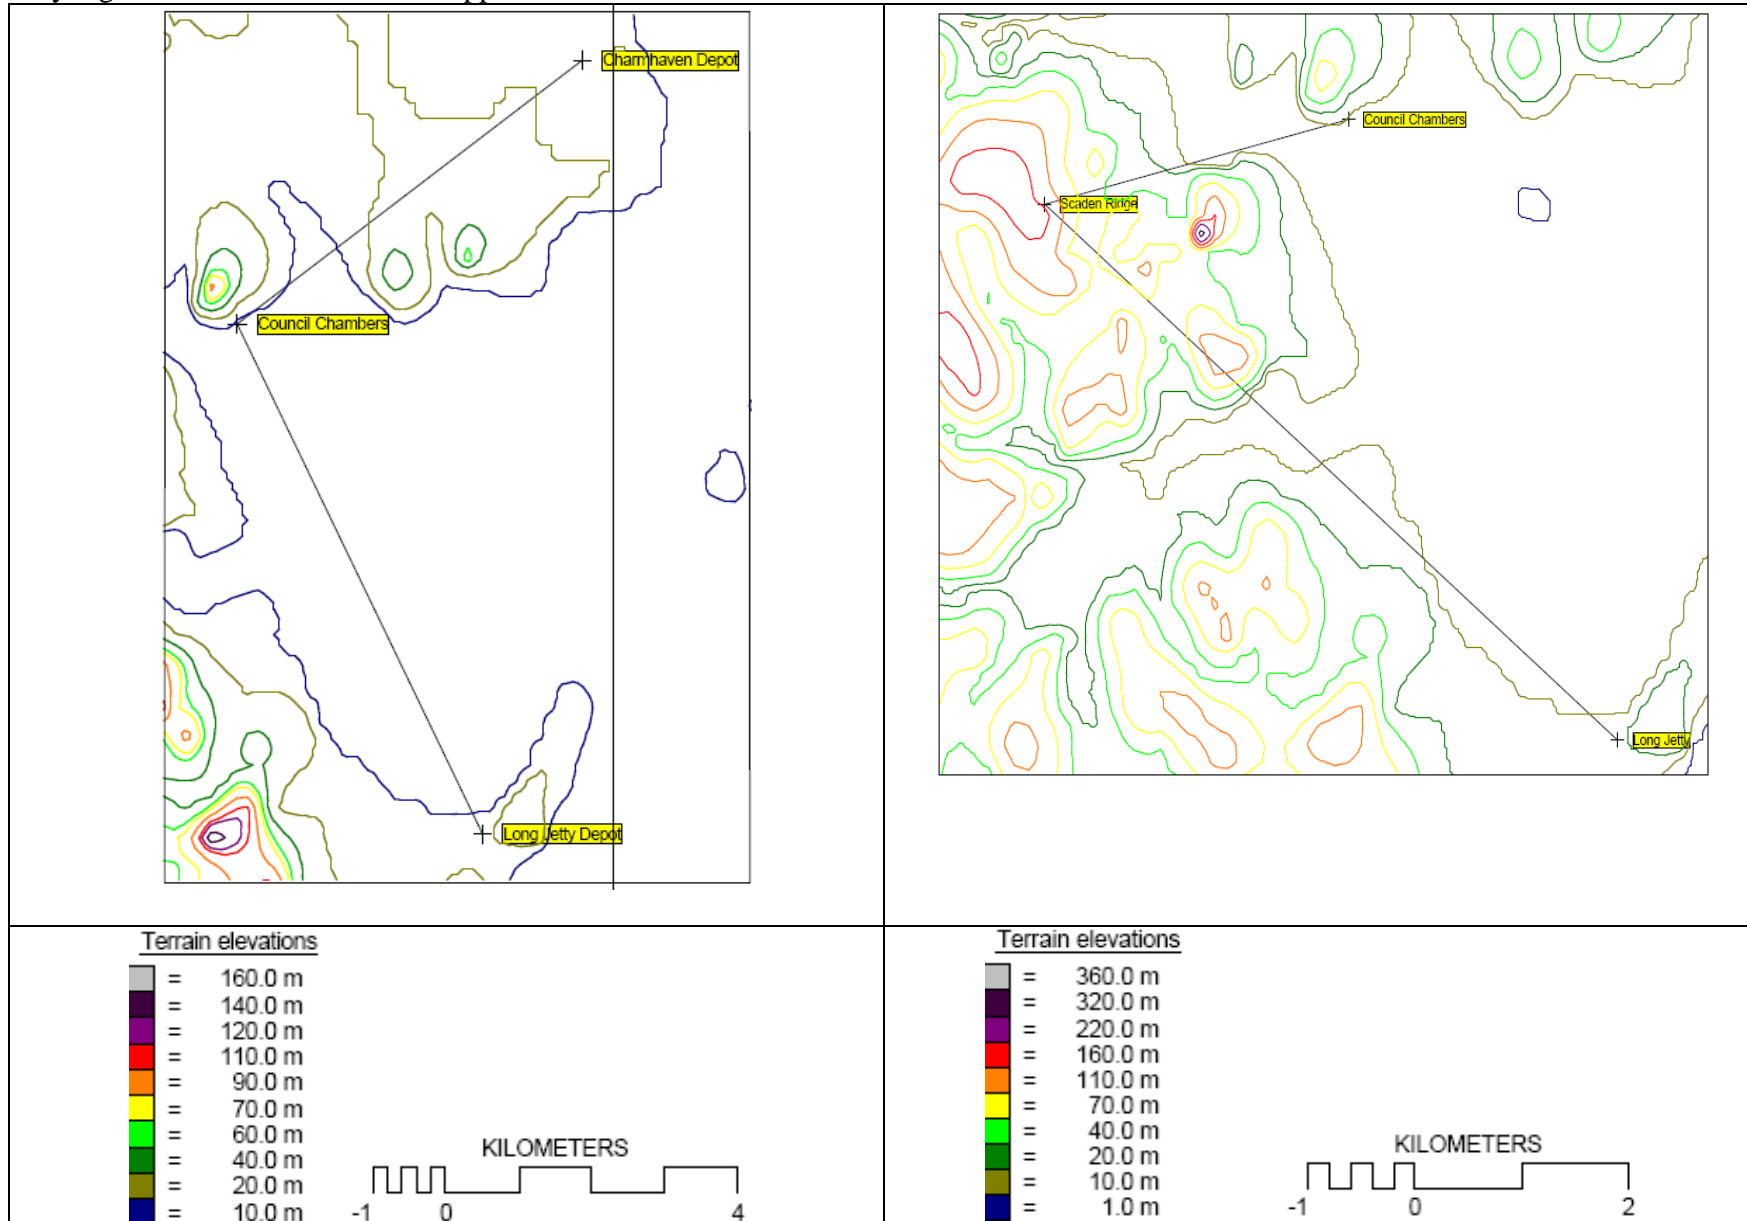 Charmhaven Depot
Council Chambers
Long Jetty Depot
Council Chambers
Scaden Ridge
Long Jetty
Terrain elevations
= 160.0 m
= 140.0 m
= 120.0 m
= 110.0 m
= 90.0 m
= 70.0 m
= 60.0 m
= 40.0 m
= 20.0 m
= 10.0 m
KILOMETERS
-1 0 4
Terrain elevations
= 360.0 m
= 320.0 m
= 220.0 m
= 160.0 m
= 110.0 m
= 70.0 m
= 40.0 m
= 20.0 m
= 10.0 m
= 1.0 m
KILOMETERS
-1 0 2